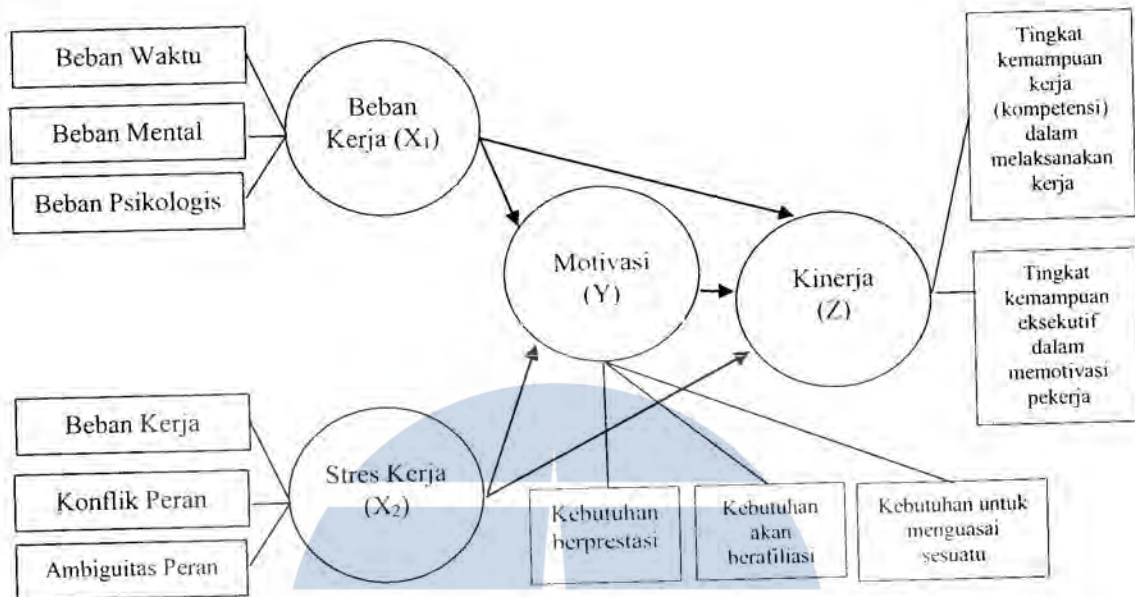 Beban Waktu
Beban Mental
Beban Psikologis
Beban
Kerja (X₁)
Motivasi
(Y)
Kinerja
(Z)
Tingkat
kemampuan
kerja
(kompetensi)
dalam
melaksanakan
kerja
Tingkat
kemampuan
eksekutif
dalam
memotivasi
pekerja
Beban Kerja
Konflik Peran
Ambiguitas Peran
Stres Kerja
(X₂)
Kebutuhan
berprestasi
Kebutuhan
akan
berafiliasi
Kebutuhan untuk
menguasai
sesuatu